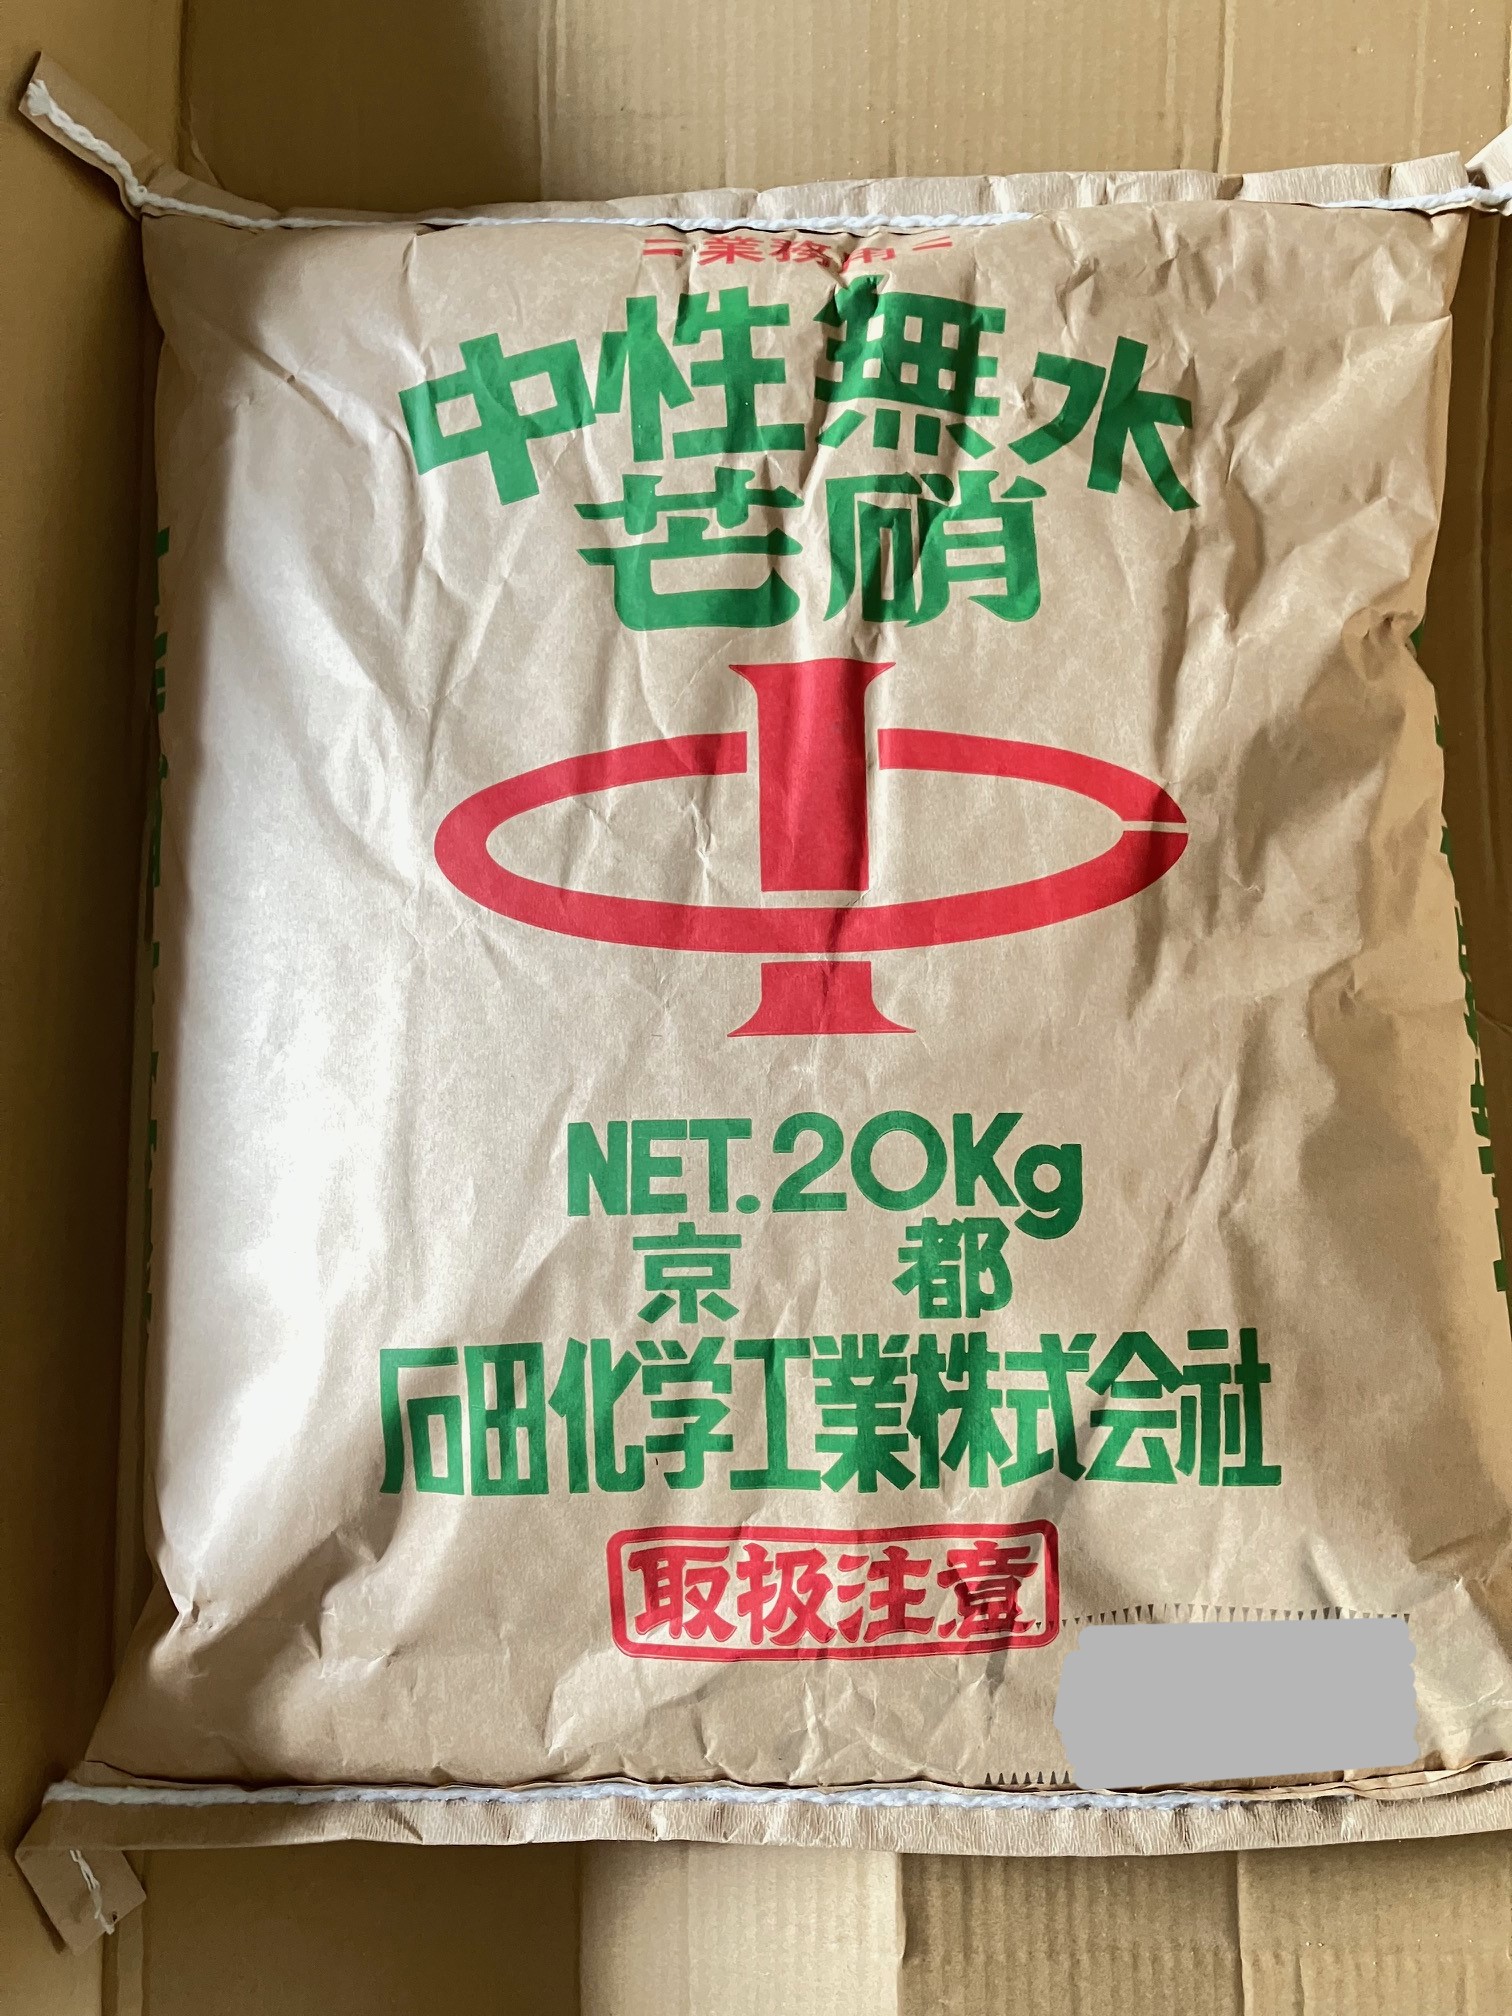 =業務用=
中性無水
芒硝
NET.20Kg
京都
石田化学工業株式会社
取扱注意